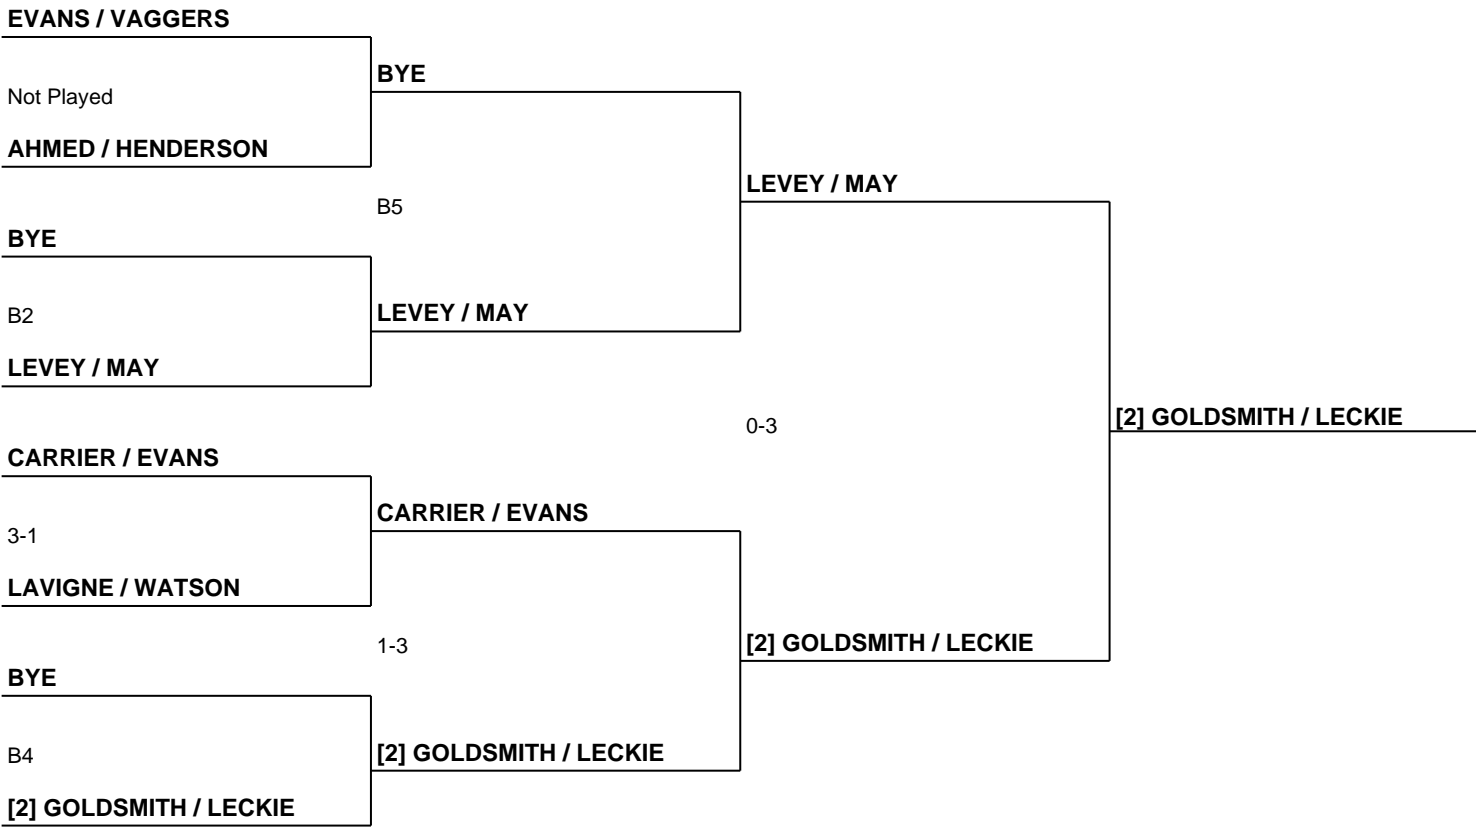 EVANS / VAGGERS
Not Played
AHMED / HENDERSON
BYE
B2
LEVEY / MAY
CARRIER / EVANS
3-1
LAVIGNE / WATSON
BYE
B4
[2] GOLDSMITH / LECKIE
BYE
B5
LEVEY / MAY
CARRIER / EVANS
1-3
[2] GOLDSMITH / LECKIE
LEVEY / MAY
0-3
[2] GOLDSMITH / LECKIE
[2] GOLDSMITH / LECKIE